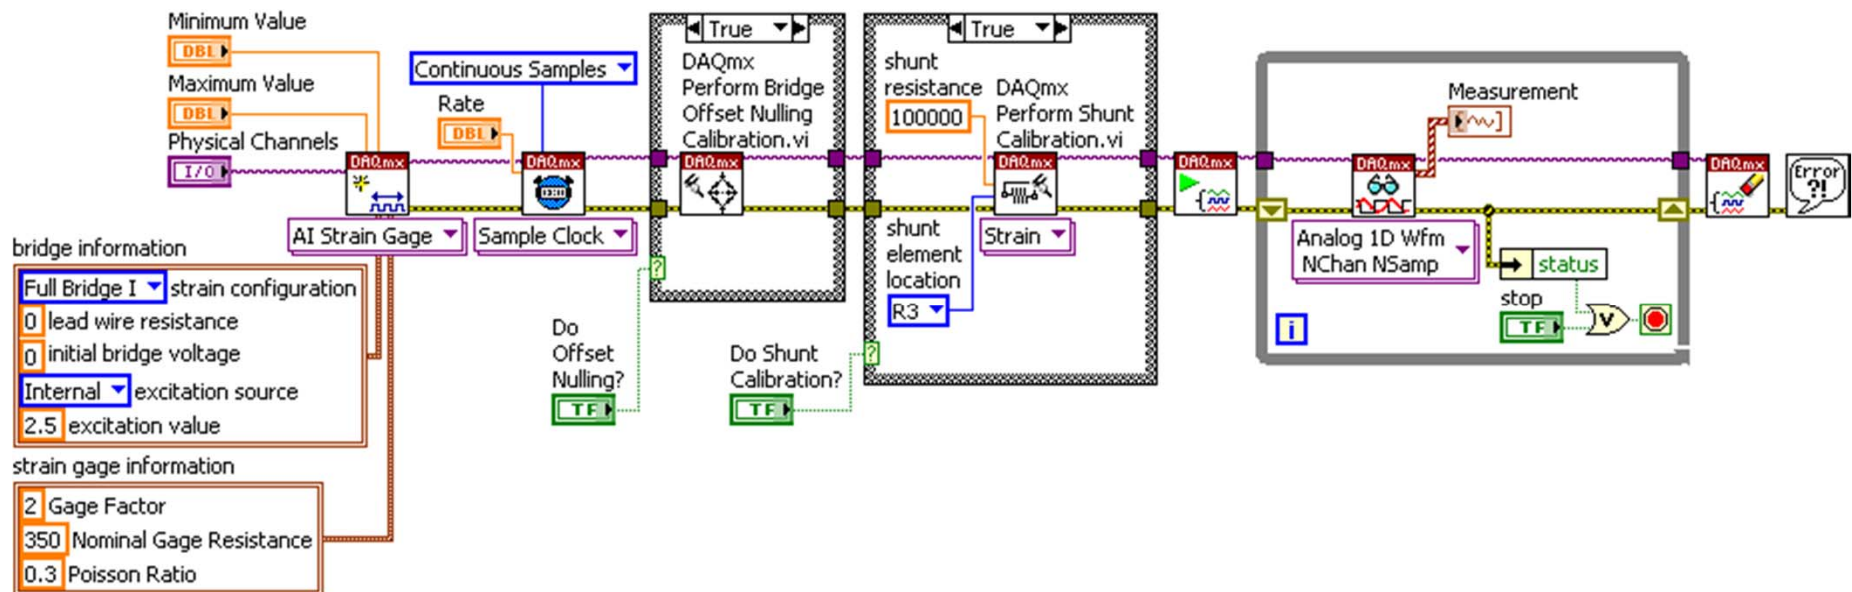 Minimum Value
DBL
Maximum Value
DBL
Physical Channels
I/O
DAQmx
AI Strain Gage
Continuous Samples
Rate
DBL
DAQmx
Sample Clock
bridge information
Full Bridge I strain configuration
0 lead wire resistance
0 initial bridge voltage
Internal excitation source
2.5 excitation value
strain gage information
2 Gage Factor
350 Nominal Gage Resistance
0.3 Poisson Ratio
True
DAQmx
Perform Bridge
Offset Nulling
Calibration.vi
DAQmx
?
Do
Offset
Nulling?
TF
True
shunt
resistance
100000
DAQmx
Perform Shunt
Calibration.vi
DAQmx
Strain
shunt
element
location
R3
?
Do Shunt
Calibration?
TF
DAQmx
Measurement
DAQmx
Analog 1D Wfm
NChan NSamp
status
stop
TF
V
i
DAQmx
Error
?!